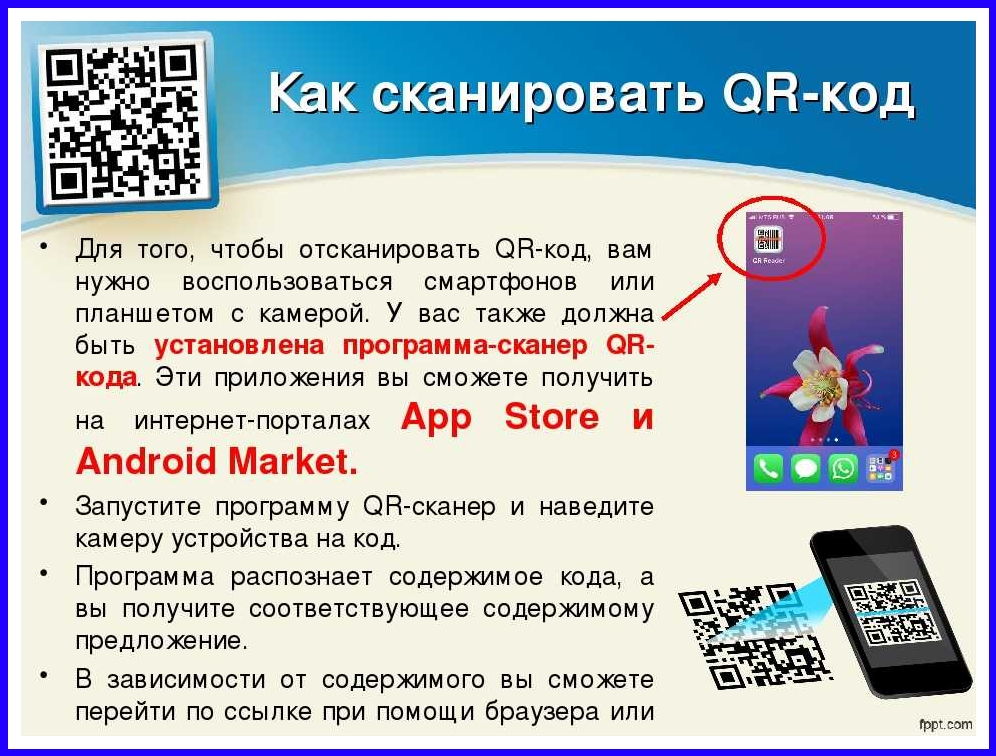 Как сканировать QR-код
• Для того, чтобы отсканировать QR-код, вам
нужно воспользоваться смартфонов или
планшетом с камерой. У вас также должна
быть установлена программа-сканер QR-
кода. Эти приложения вы сможете получить
на интернет-порталах App Store и
Android Market.
• Запустите программу QR-сканер и наведите
камеру устройства на код.
• Программа распознает содержимое кода, а
вы получите соответствующее содержимому
предложение.
• В зависимости от содержимого вы сможете
перейти по ссылке при помощи браузера или
QR Reader
3
fppt.com